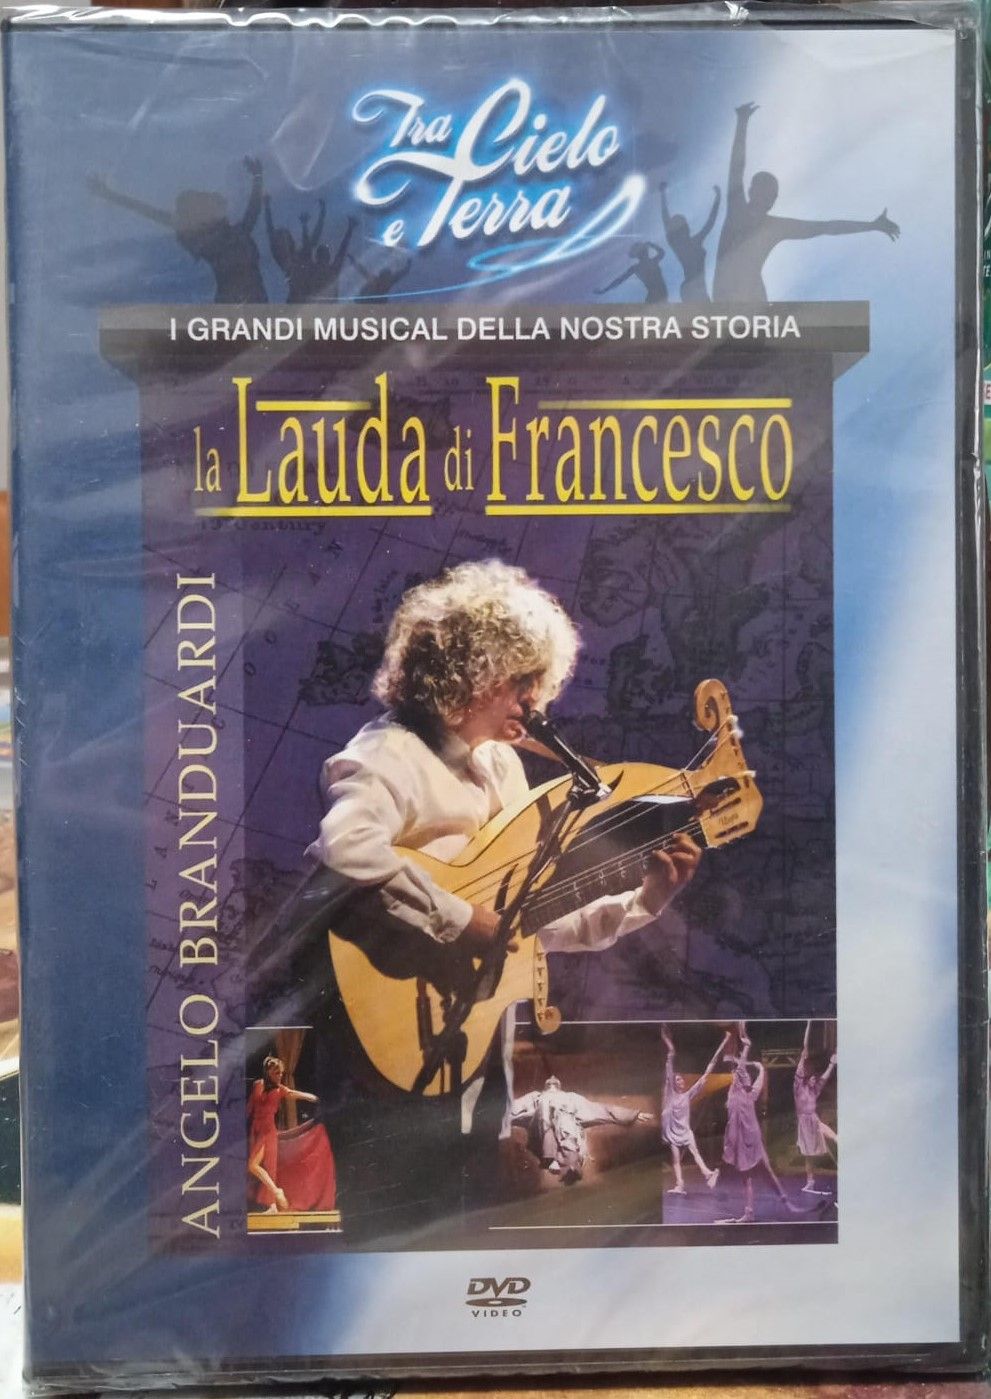 Tra Cielo
e Terra
I GRANDI MUSICAL DELLA NOSTRA STORIA
la Lauda di Francesco
ANGELO BRANDUARDI
DVD
VIDEO